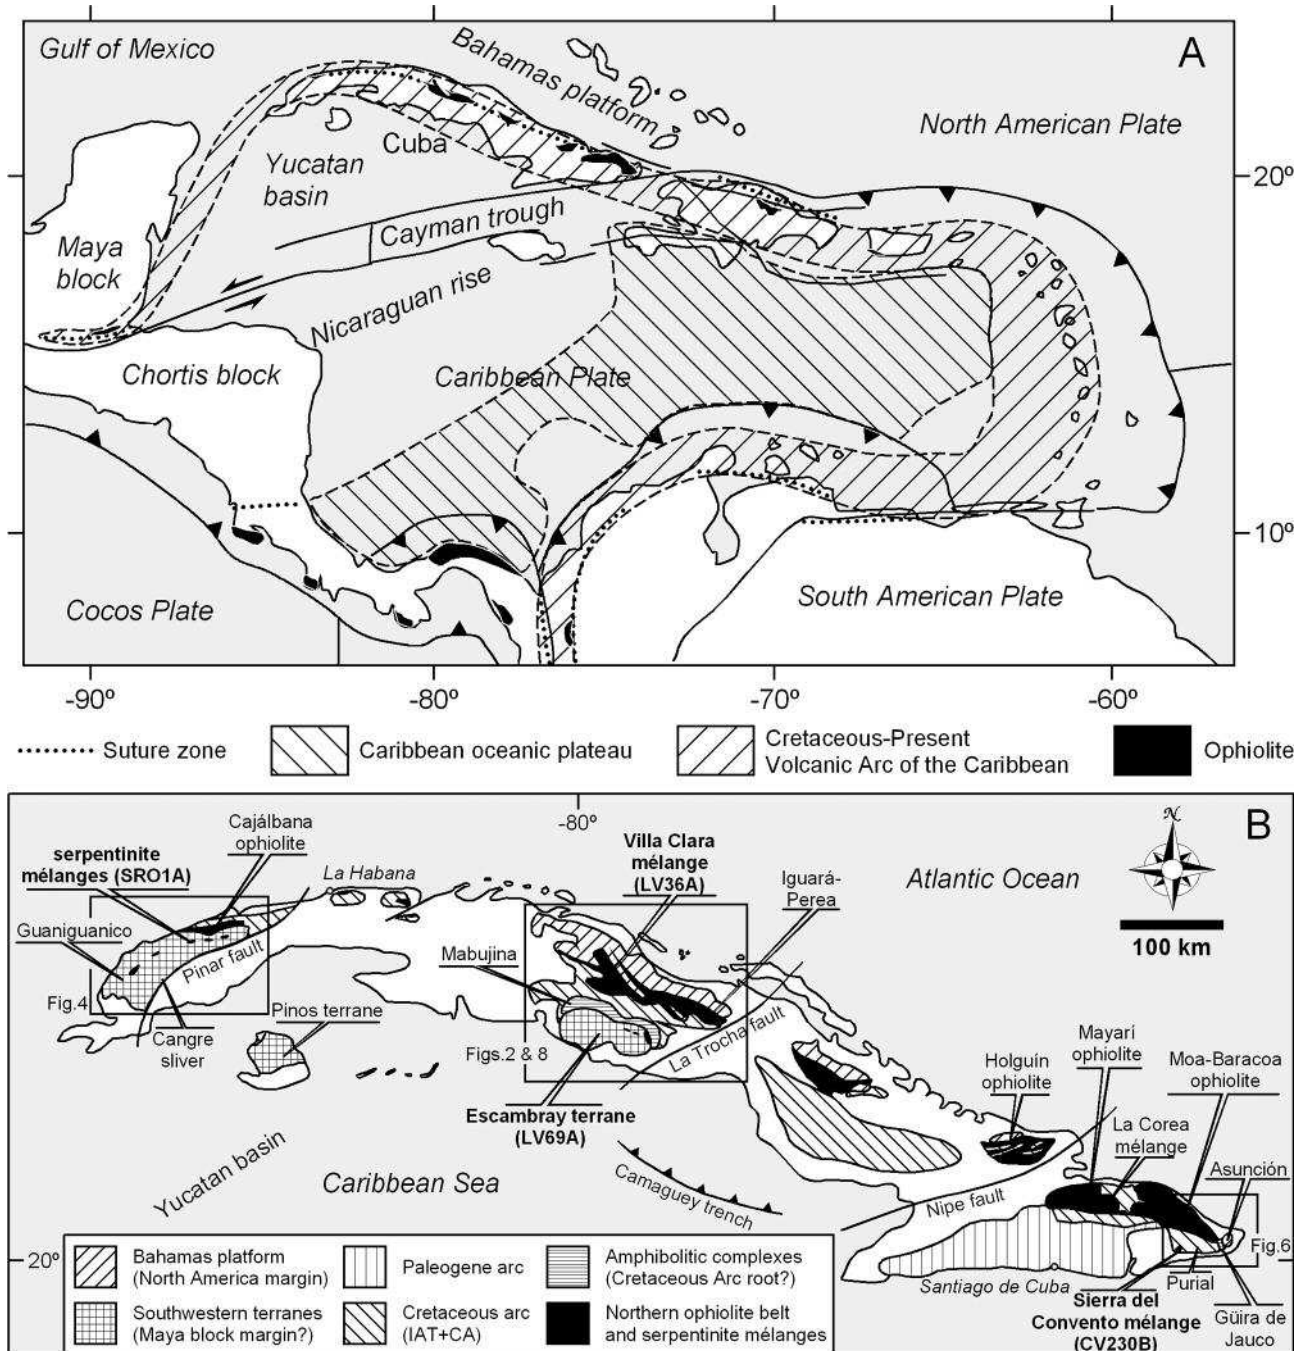 A
Gulf of Mexico
Bahamas platform
North American Plate
Cuba
Yucatan
basin
20º
Cayman trough
Maya
block
Nicaraguan rise
Chortis block
Caribbean Plate
10º
Cocos Plate
South American Plate
-90º
-80º
-70º
-60º
Suture zone
Caribbean oceanic plateau
Cretaceous-Present
Volcanic Arc of the Caribbean
Ophiolite
B
-80º
N
Cajálbana
ophiolite
serpentinite
mélanges (SRO1A)
La Habana
Villa Clara
mélange
(LV36A)
Iguará-
Perea
Atlantic Ocean
100 km
Guaniguanico
Pinar fault
Mabujina
Fig.4
Cangre
sliver
Pinos terrane
Figs.2 & 8
La Trocha fault
Escambray terrane
(LV69A)
Holguín
ophiolite
Mayarí
ophiolite
Moa-Baracoa
ophiolite
La Corea
mélange
Asunción
Yucatan basin
Caribbean Sea
Camaguey
trench
Nipe fault
Fig.6
20º
Santiago de Cuba
Purial
Sierra del
Convento mélange
(CV230B)
Güira de
Jauco
Bahamas platform
(North America margin)
Paleogene arc
Amphibolitic complexes
(Cretaceous Arc root?)
Southwestern terranes
(Maya block margin?)
Cretaceous arc
(IAT+CA)
Northern ophiolite belt
and serpentinite mélanges